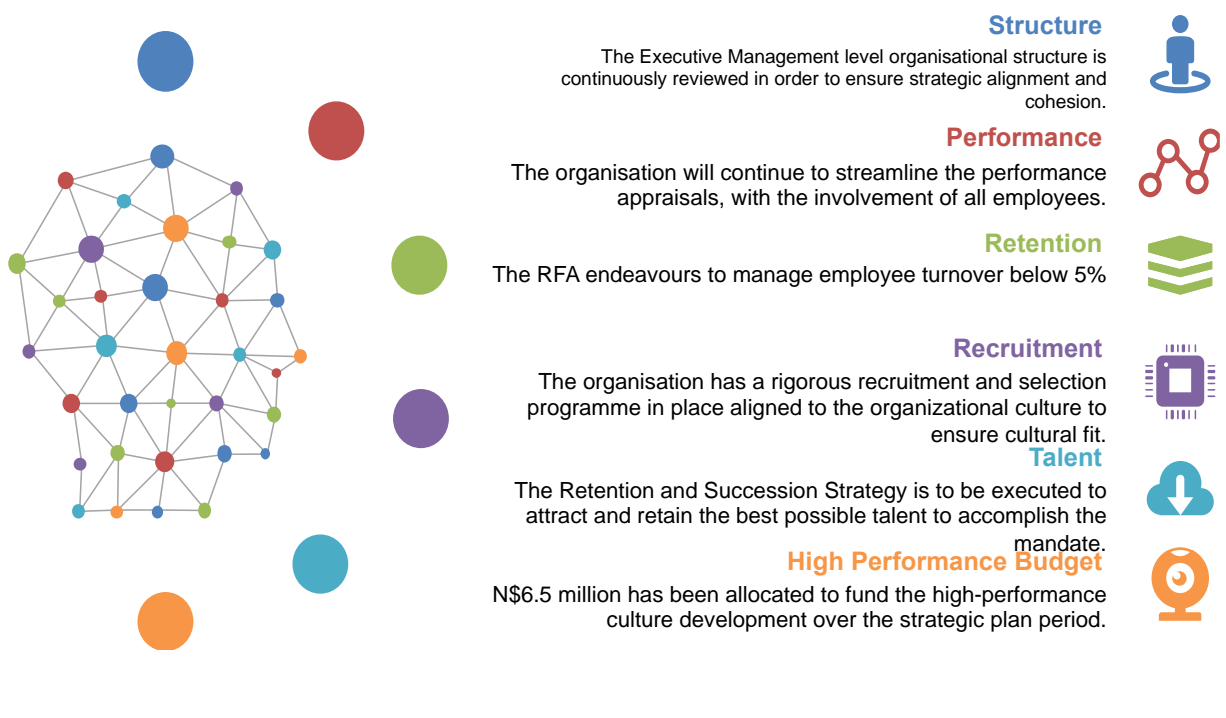 Structure
The Executive Management level organisational structure is
continuously reviewed in order to ensure strategic alignment and
cohesion.
Performance
The organisation will continue to streamline the performance
appraisals, with the involvement of all employees.
Retention
The RFA endeavours to manage employee turnover below 5%
Recruitment
The organisation has a rigorous recruitment and selection
programme in place aligned to the organizational culture to
ensure cultural fit.
Talent
The Retention and Succession Strategy is to be executed to
attract and retain the best possible talent to accomplish the
mandate.
High Performance Budget
N$6.5 million has been allocated to fund the high-performance
culture development over the strategic plan period.